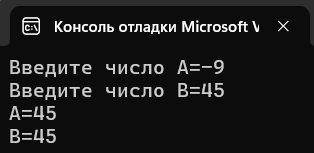 Консоль отладки Microsoft V
Введите число A=-9
Введите число B=45
A=45
B=45